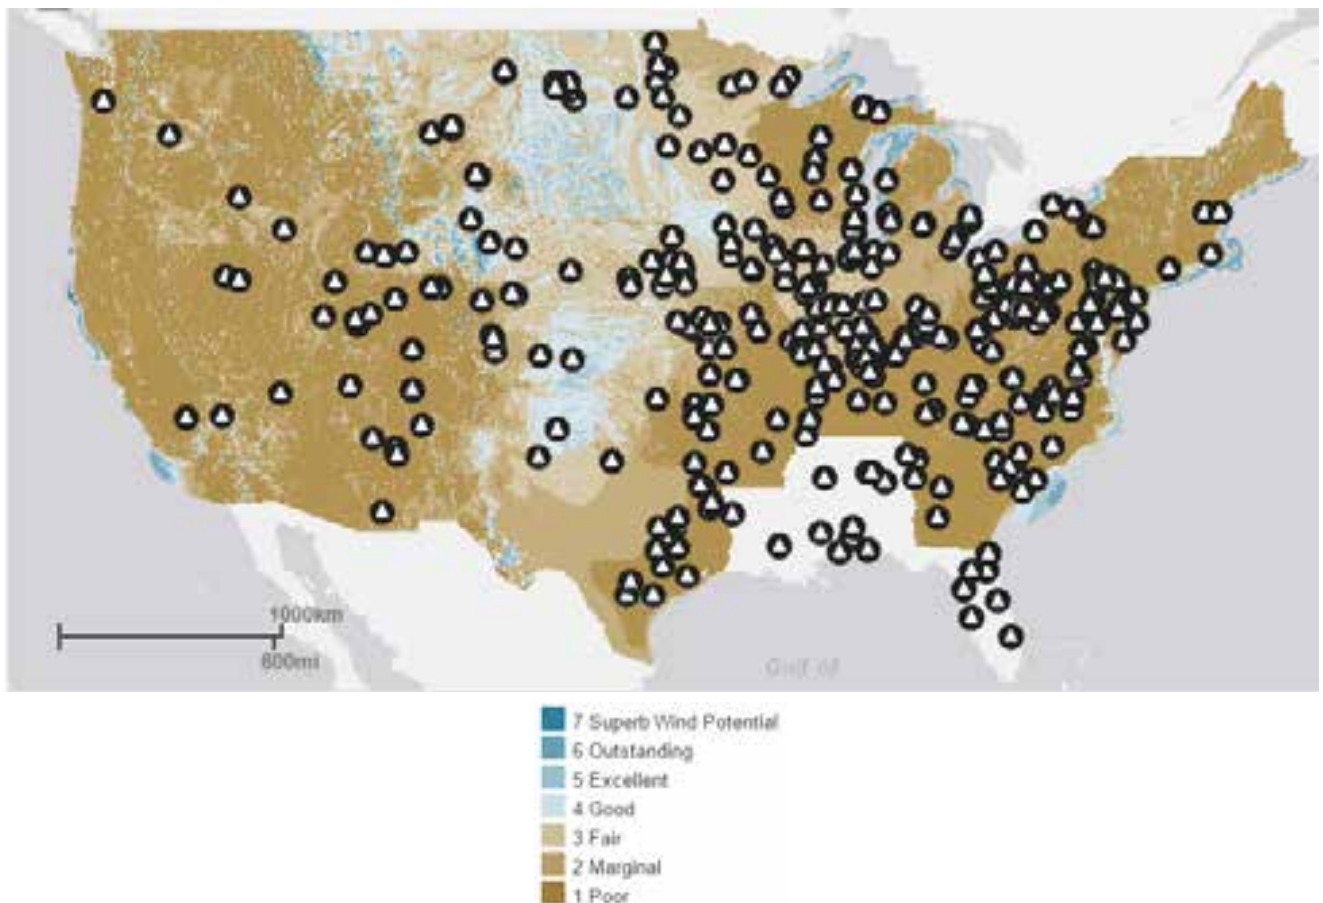 1000km
600mi
Gulf of
7 Superb Wind Potential
6 Outstanding
5 Excellent
4 Good
3 Fair
2 Marginal
1 Poor